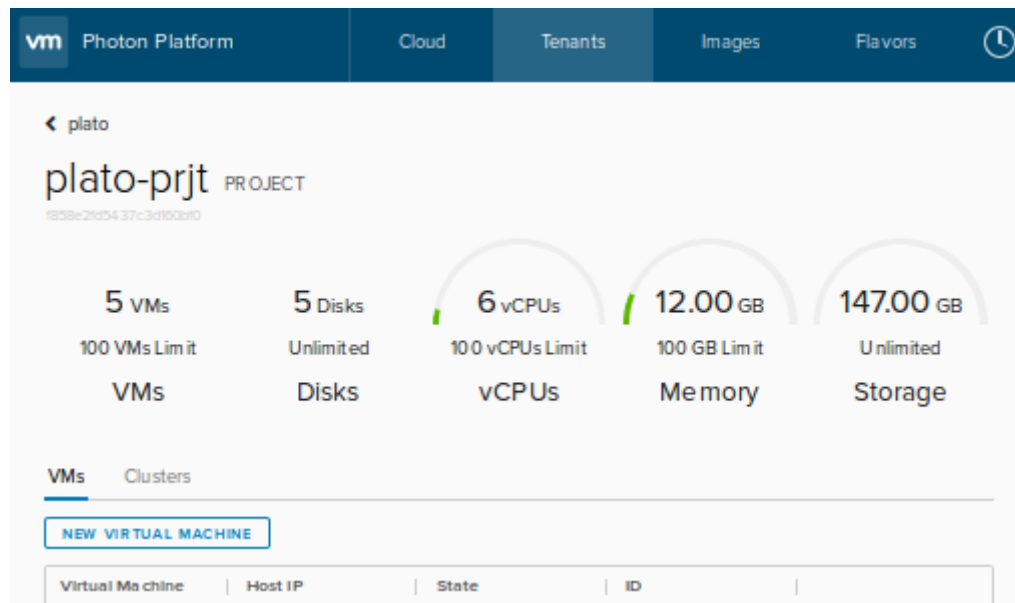 vm Photon Platform Cloud Tenants Images Flavors
plato
plato-prjt PROJECT
f858e2fd5437c3d160bf0
5 VMs 5 Disks 6 vCPUs 12.00 GB 147.00 GB
100 VMs Limit Unlimited 100 vCPUs Limit 100 GB Limit Unlimited
VMs Disks vCPUs Memory Storage
VMs Clusters
NEW VIRTUAL MACHINE
Virtual Machine Host IP State ID